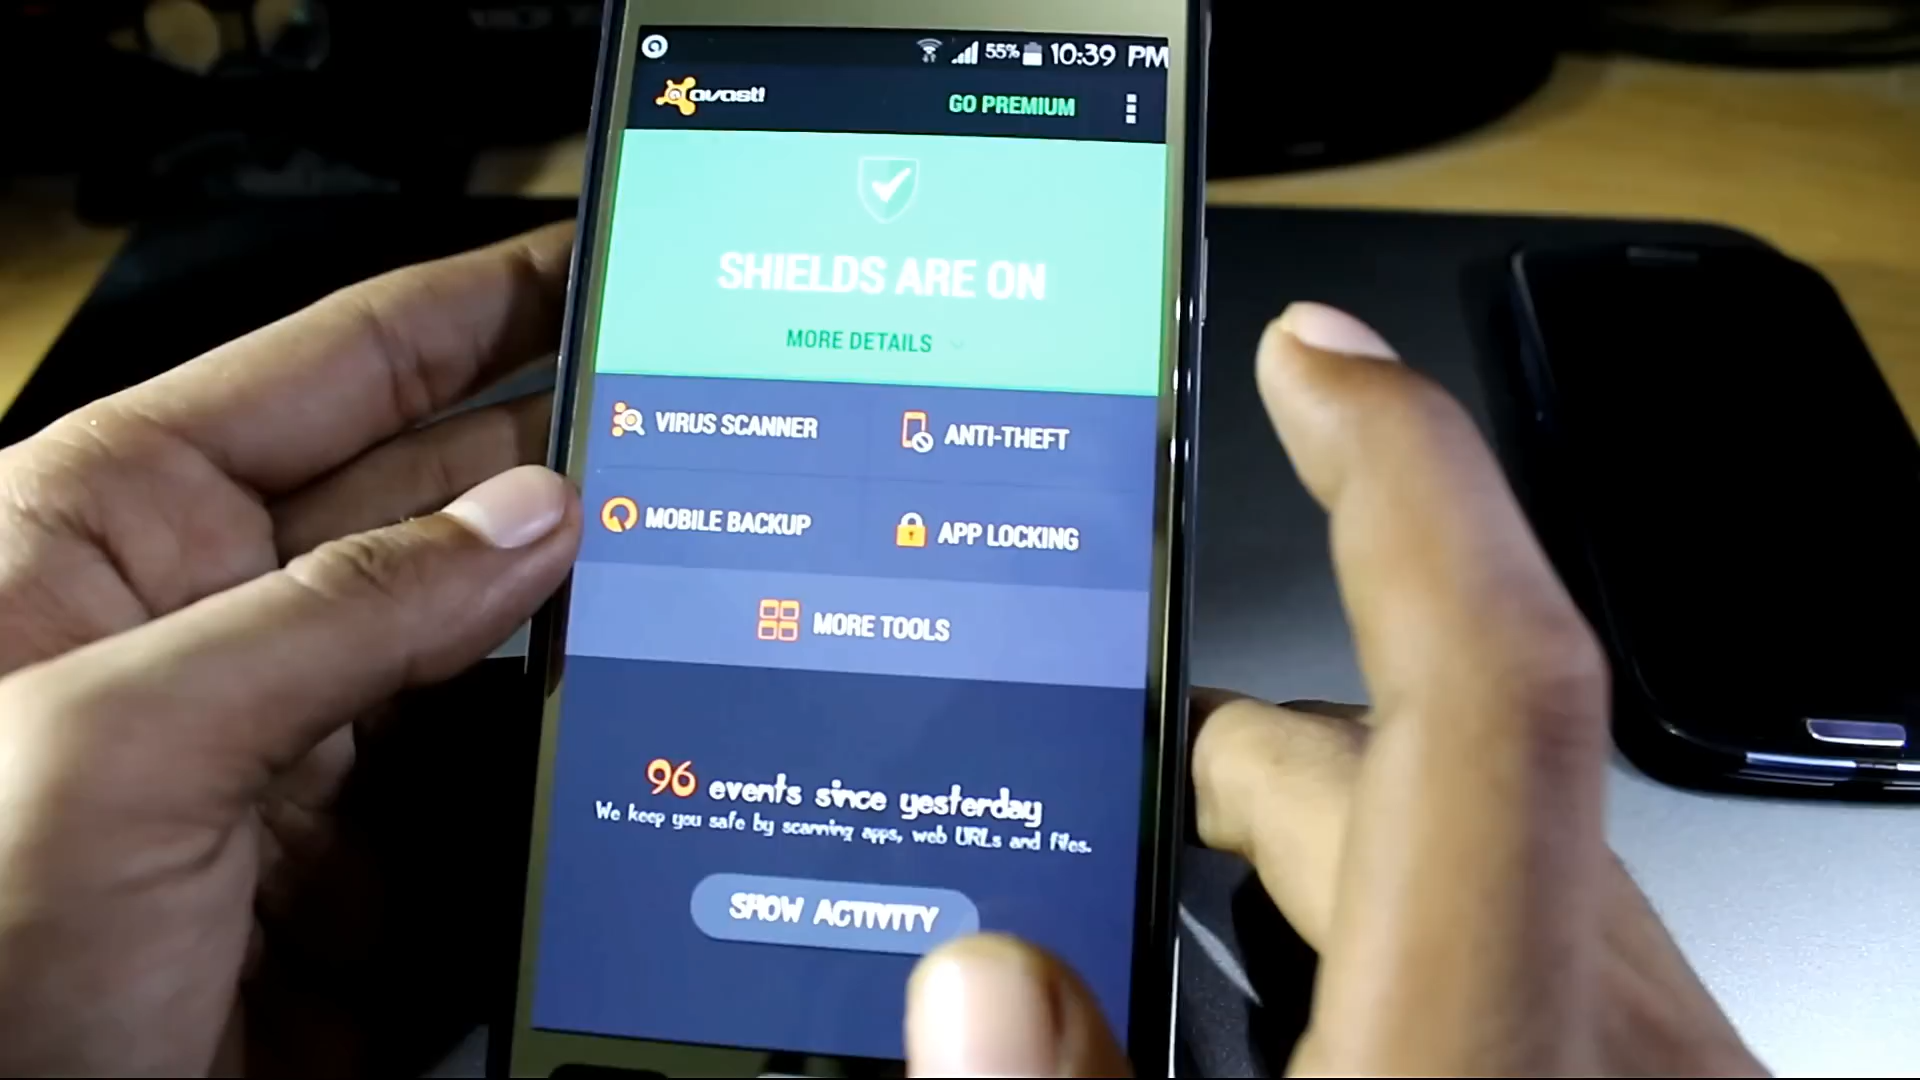 55% 10:39 PM
avast!
GO PREMIUM
SHIELDS ARE ON
MORE DETAILS
VIRUS SCANNER
ANTI-THEFT
MOBILE BACKUP
APP LOCKING
MORE TOOLS
96 events since yesterday
We keep you safe by scanning apps, web URLs and files.
SHOW ACTIVITY